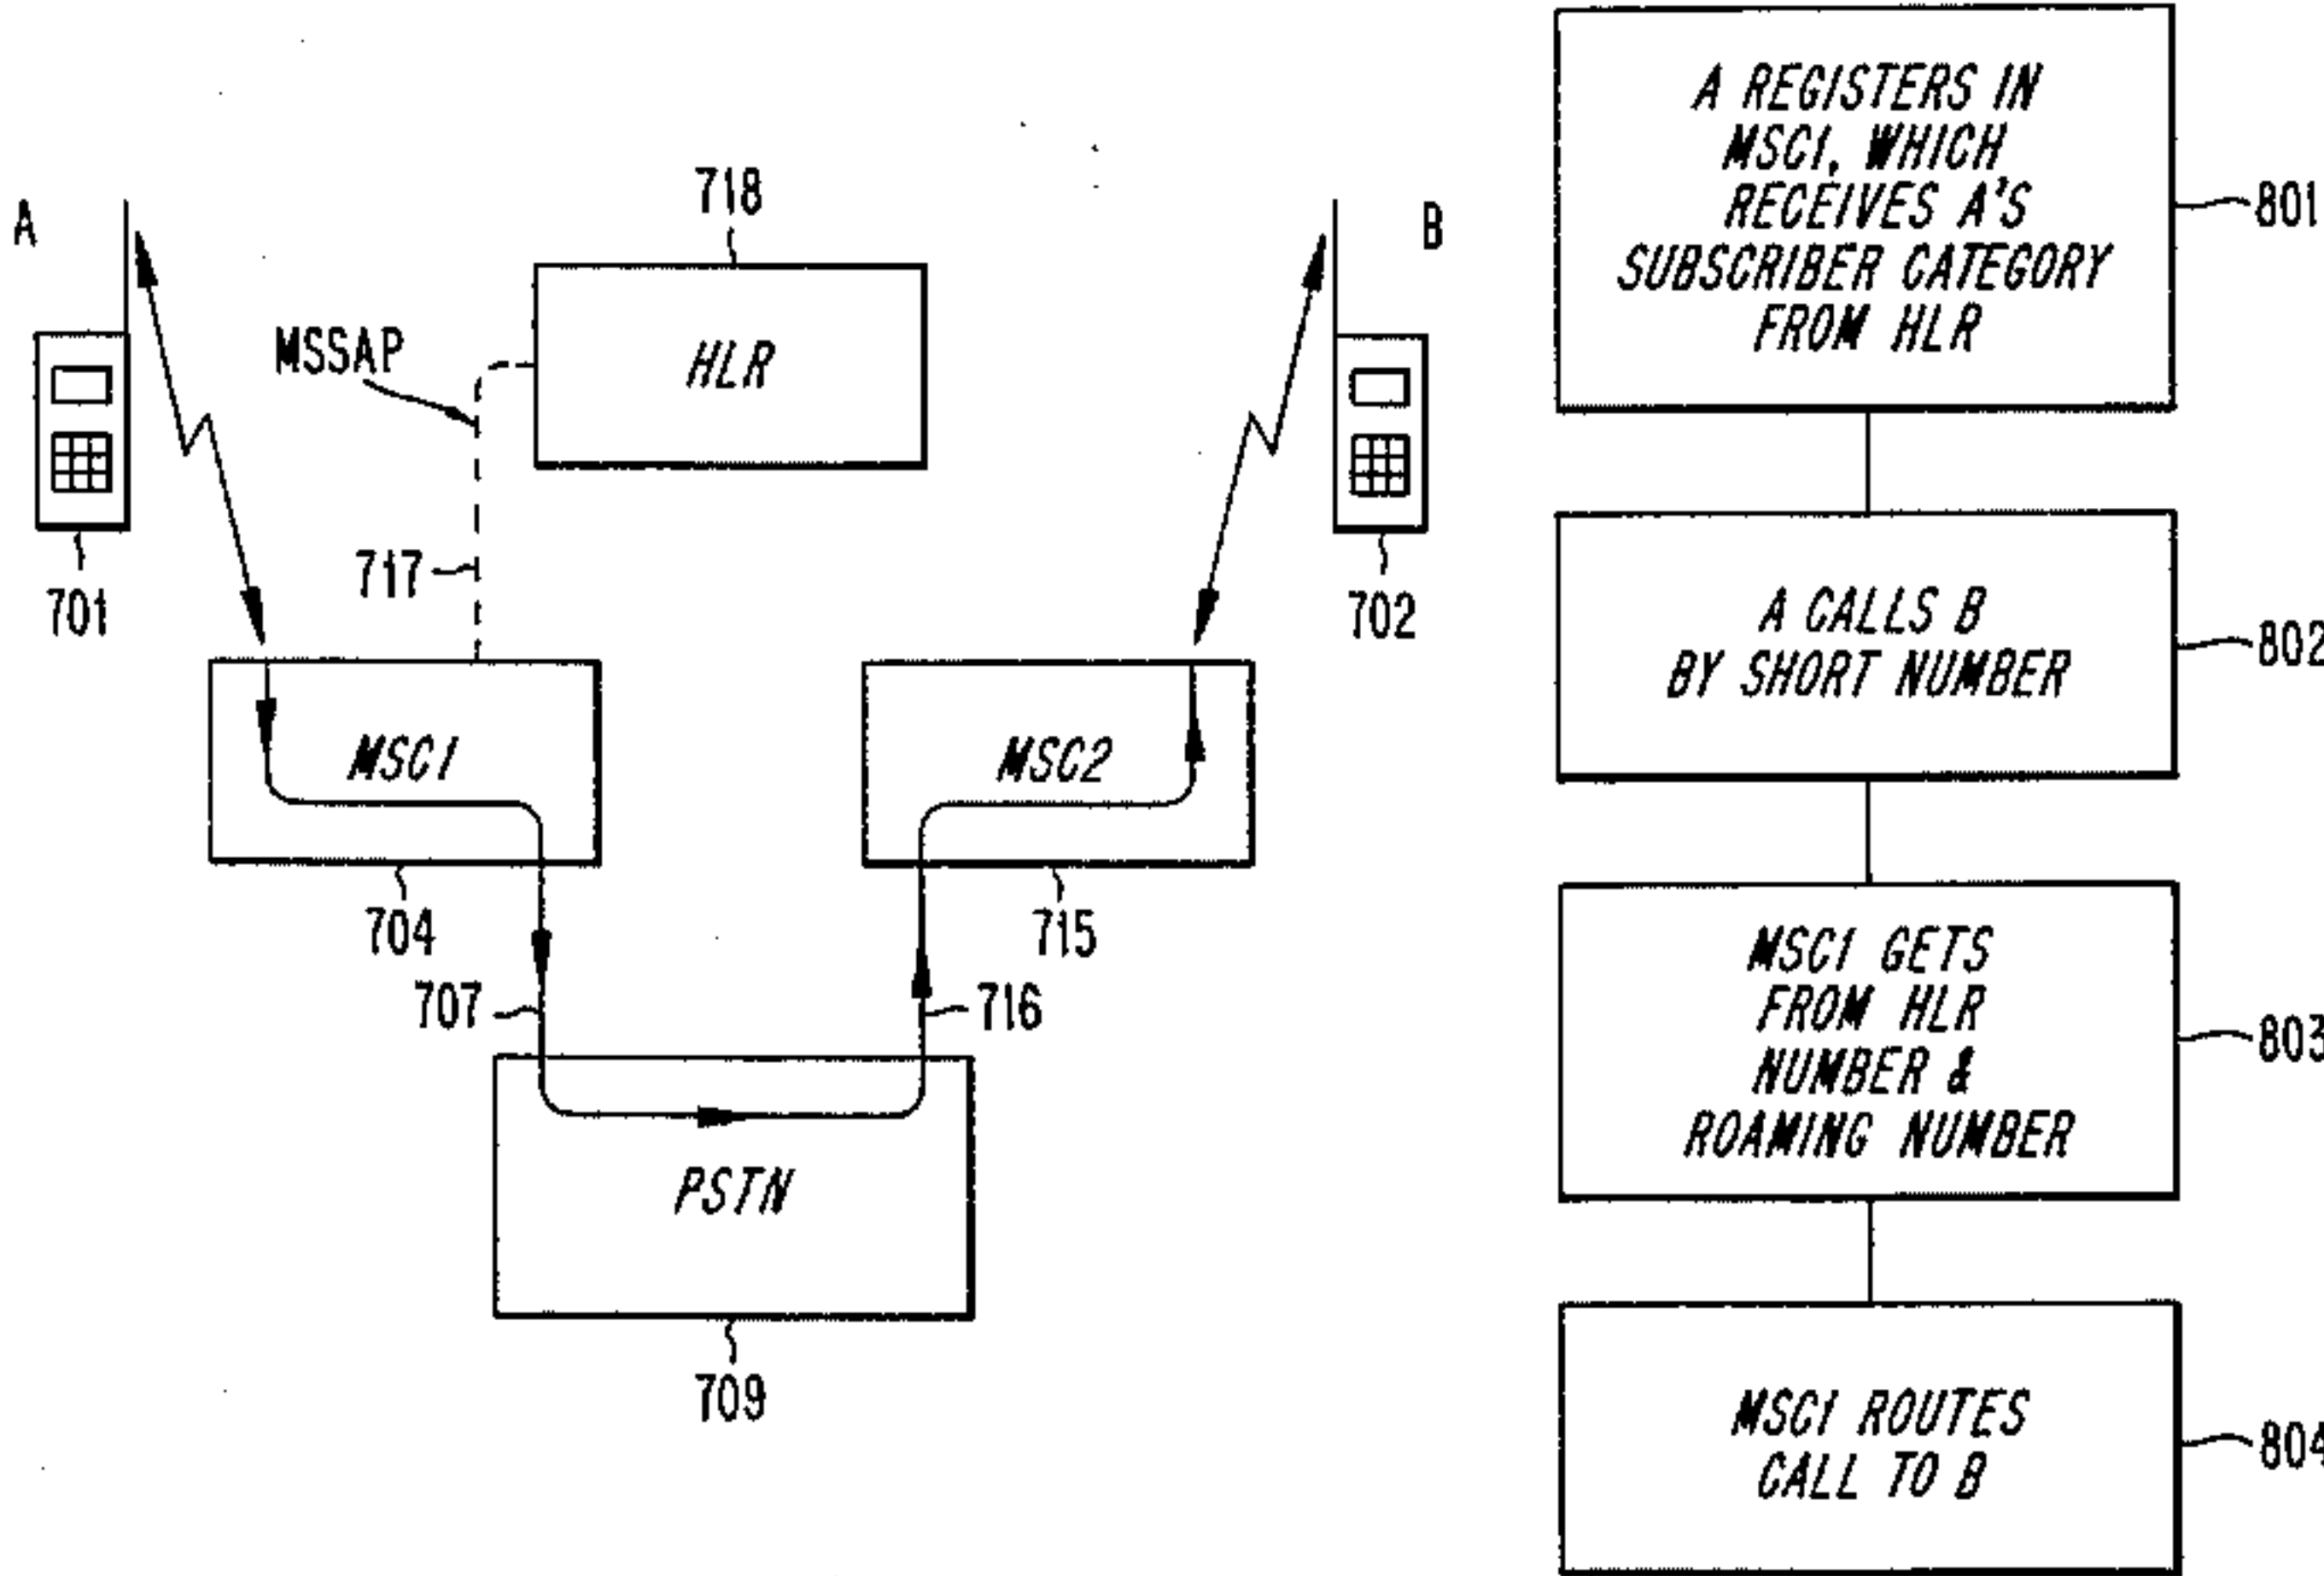 A
718
B
MSSAP
HLR
717
701
702
MSC1
MSC2
704
715
707
716
PSTN
709
A REGISTERS IN
MSC1, WHICH
RECEIVES A'S
SUBSCRIBER CATEGORY
FROM HLR
801
A CALLS B
BY SHORT NUMBER
802
MSC1 GETS
FROM HLR
NUMBER &
ROAMING NUMBER
803
MSC1 ROUTES
CALL TO B
804